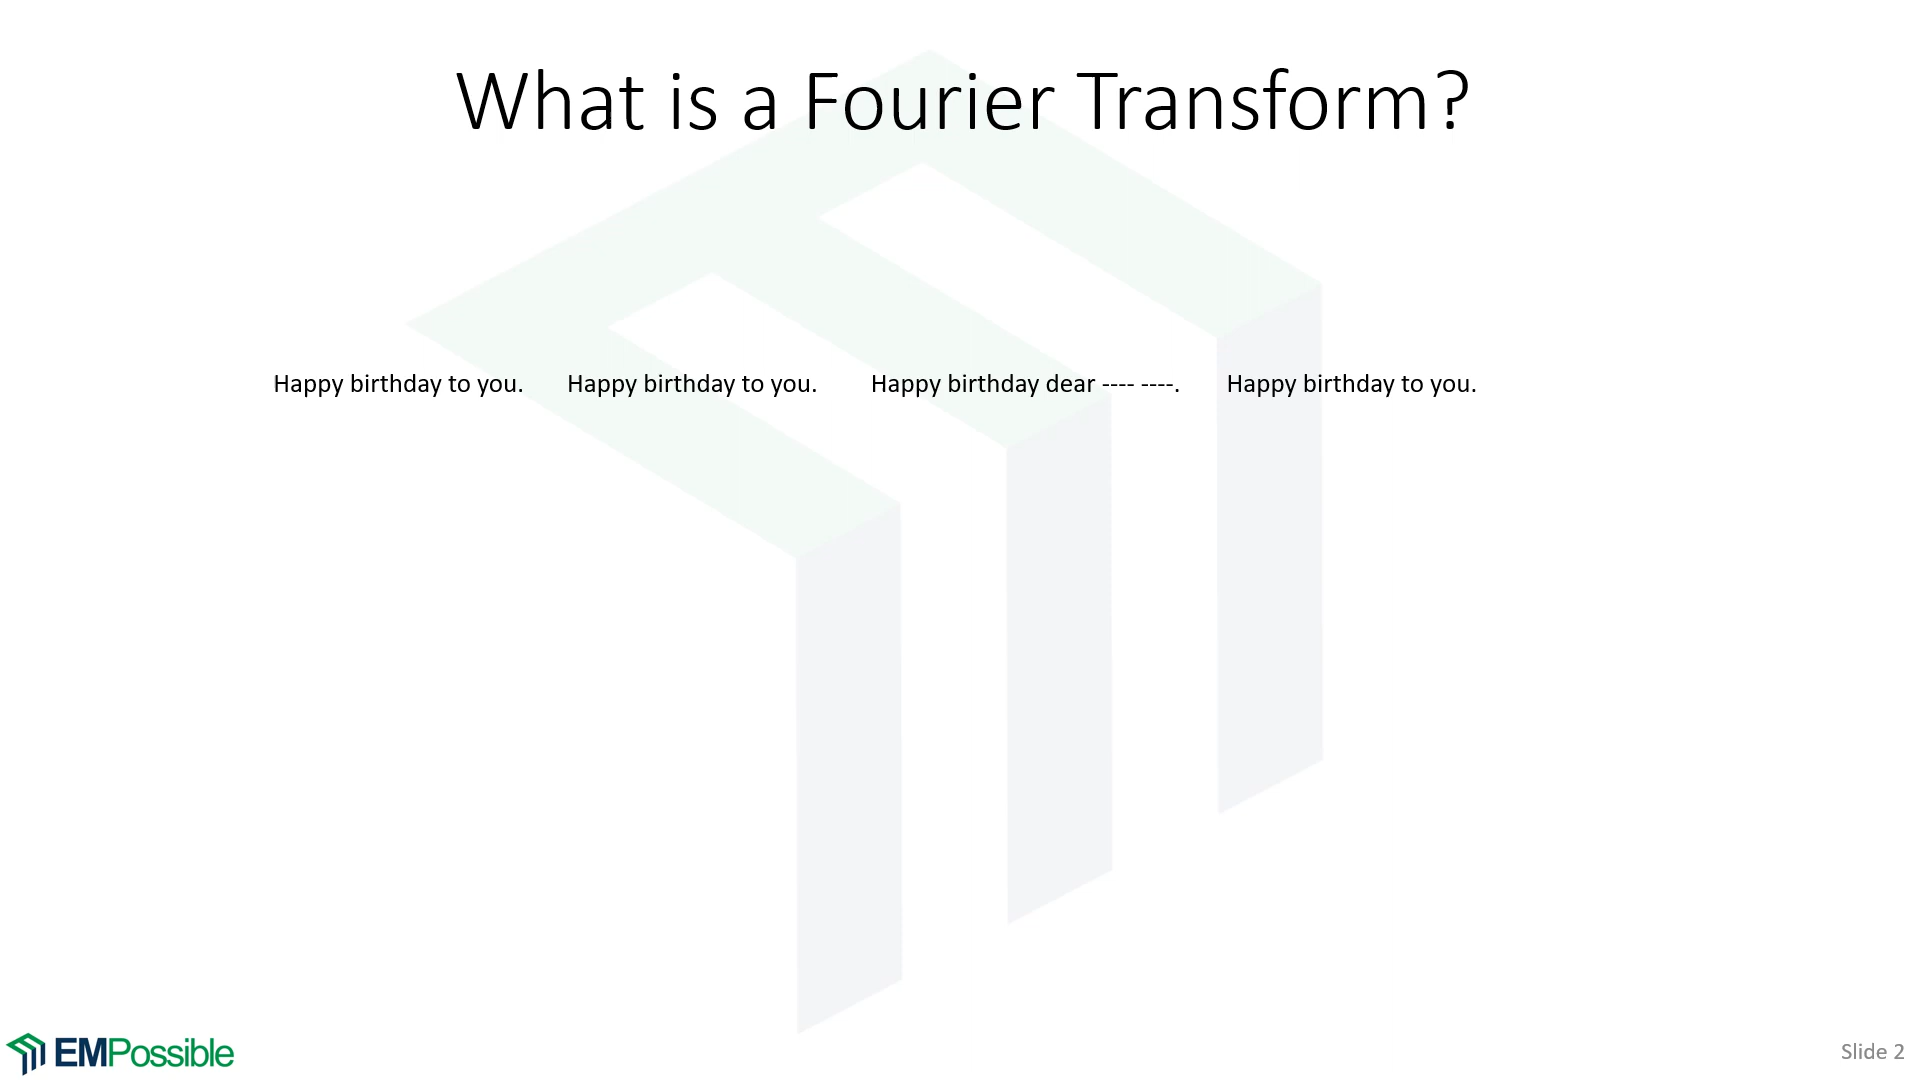 What is a Fourier Transform?
Happy birthday to you. Happy birthday to you. Happy birthday dear ---- ----. Happy birthday to you.
EMPossible
Slide 2